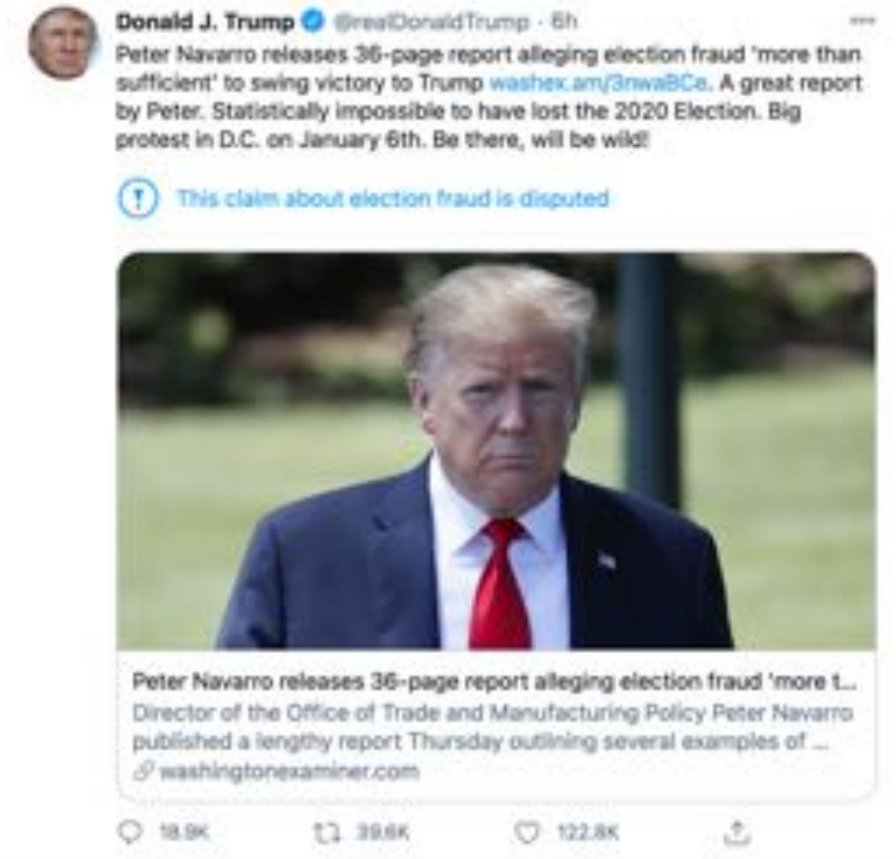 Donald J. Trump @realDonaldTrump · 6h
Peter Navarro releases 36-page report alleging election fraud 'more than
sufficient' to swing victory to Trump washex.am/3nwaBCe. A great report
by Peter. Statistically impossible to have lost the 2020 Election. Big
protest in D.C. on January 6th. Be there, will be wild!
This claim about election fraud is disputed
Peter Navarro releases 36-page report alleging election fraud 'more t...
Director of the Office of Trade and Manufacturing Policy Peter Navarro
published a lengthy report Thursday outlining several examples of ...
washingtonexaminer.com
18.9K 39.6K 122.8K